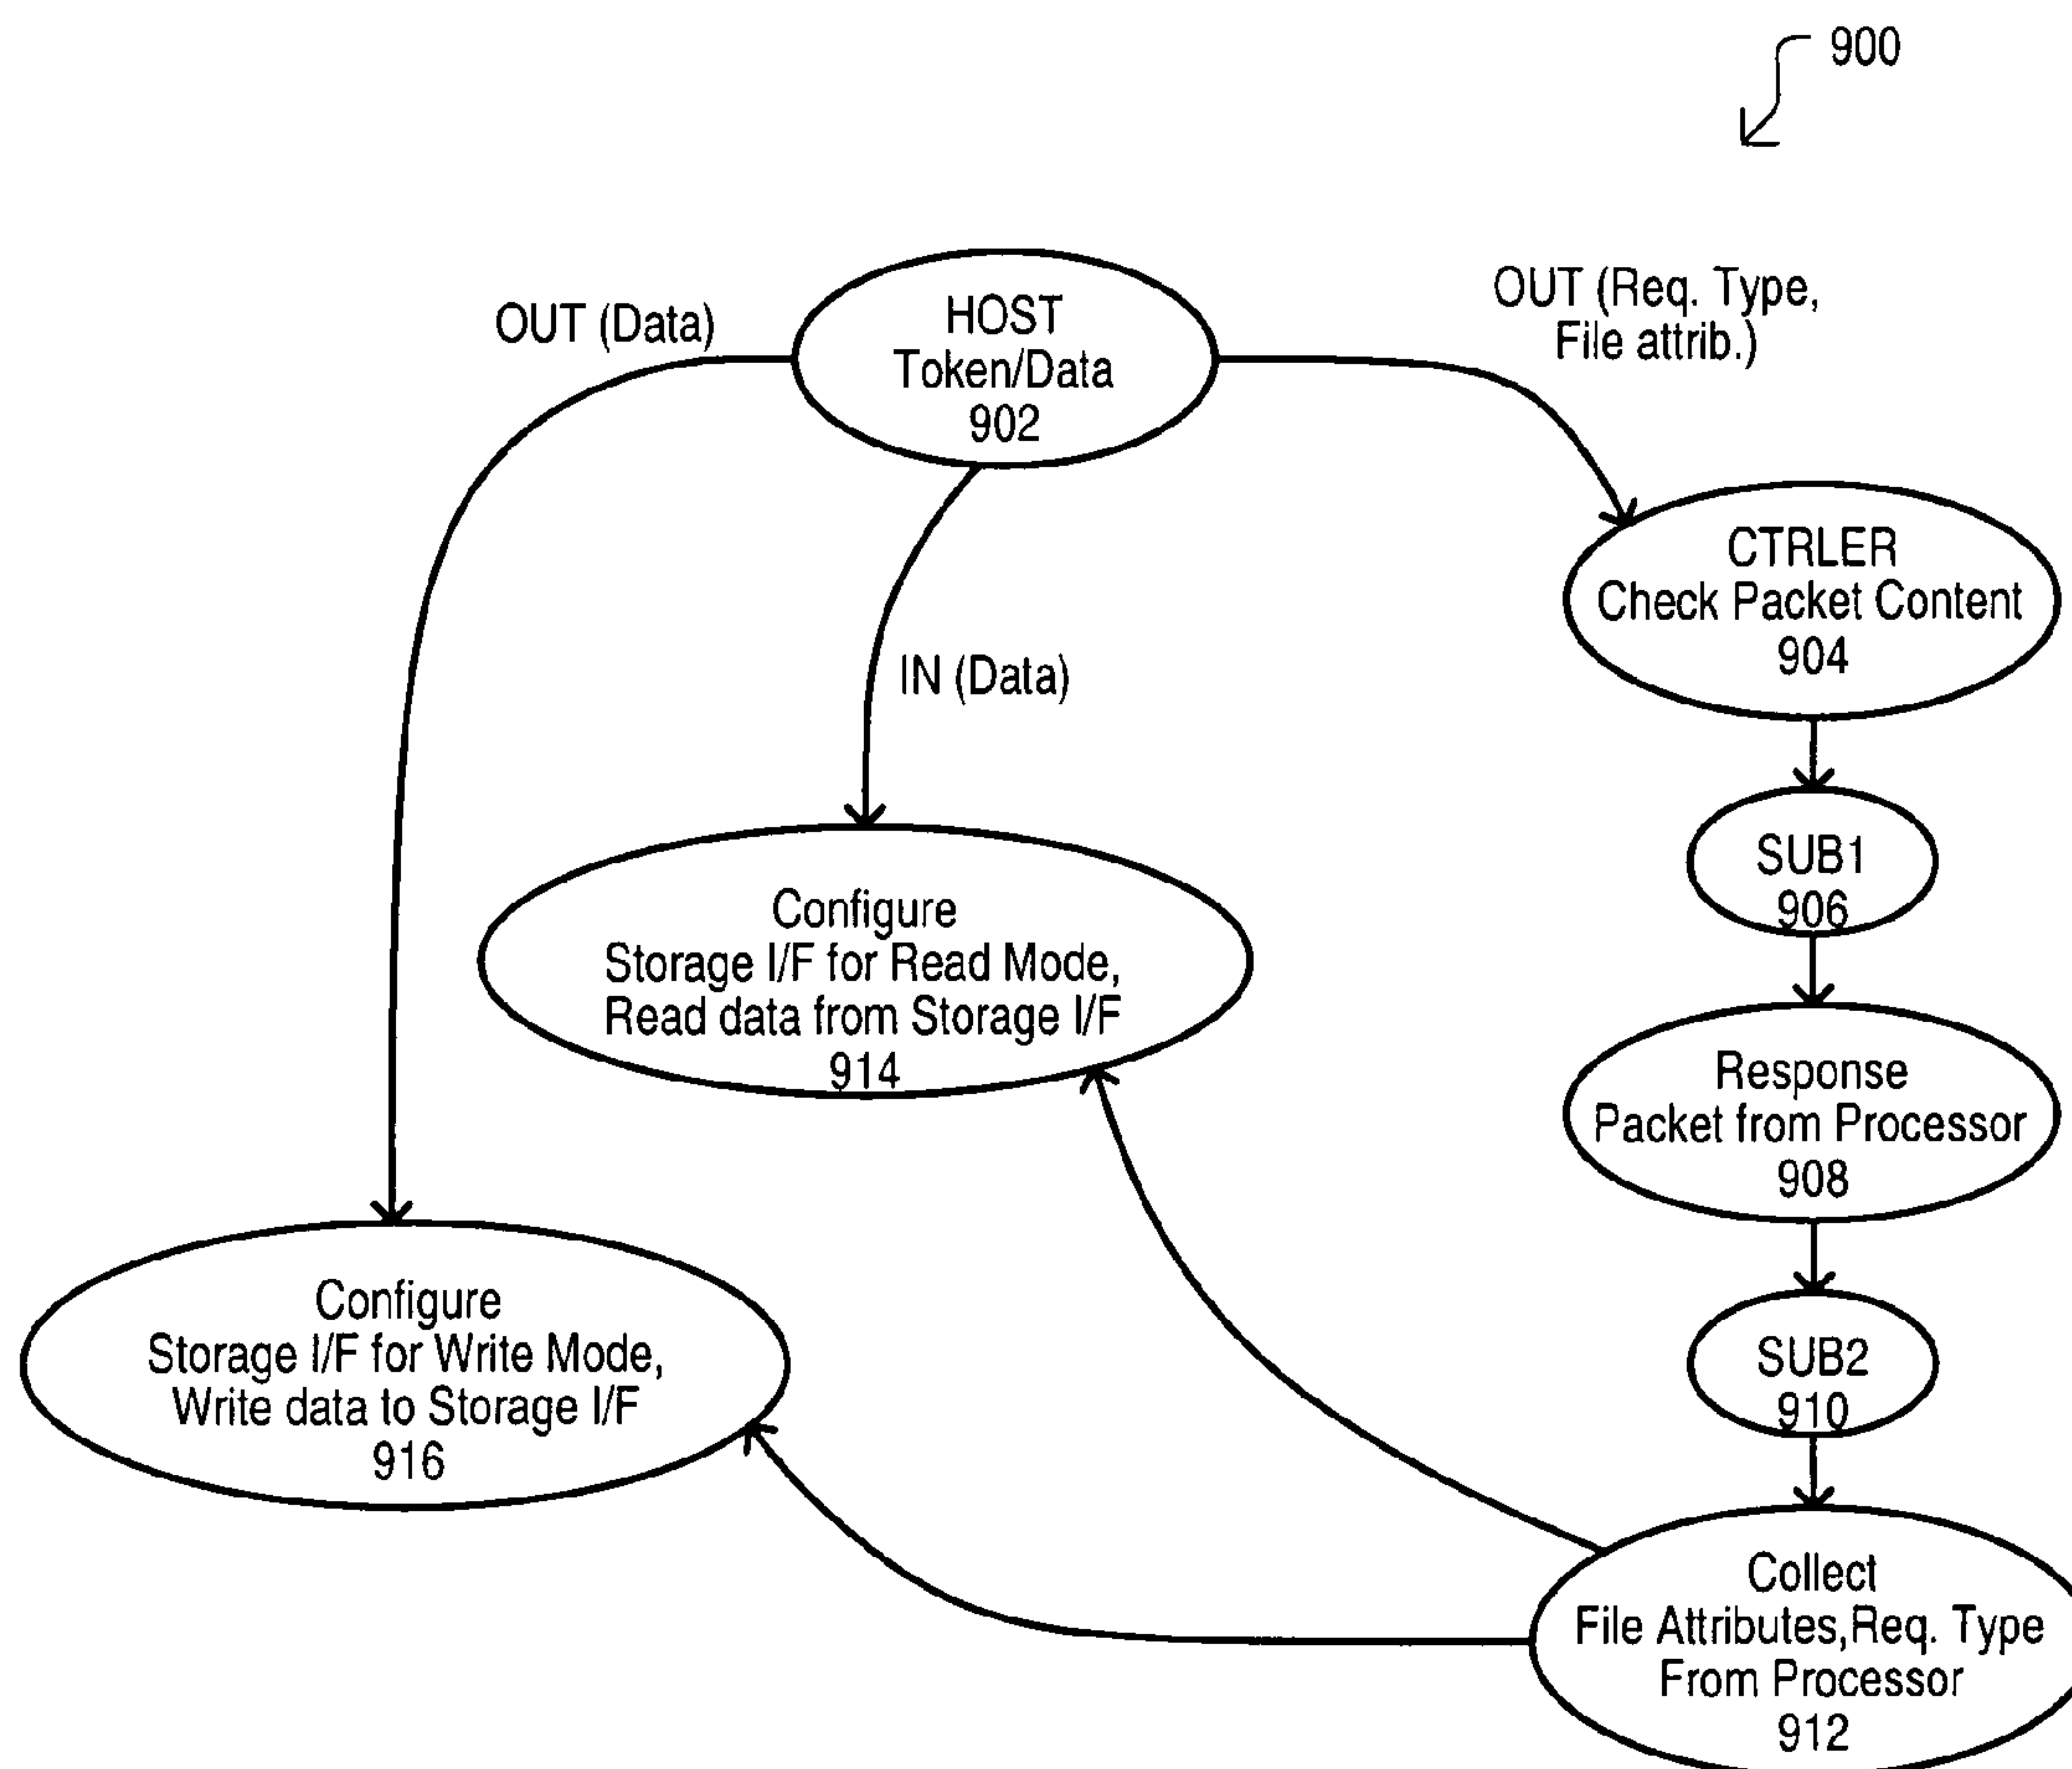 900
OUT (Data)
HOST
Token/Data
902
OUT (Req. Type,
File attrib.)
IN (Data)
CTRLER
Check Packet Content
904
SUB1
906
Configure
Storage I/F for Read Mode,
Read data from Storage I/F
914
Response
Packet from Processor
908
Configure
Storage I/F for Write Mode,
Write data to Storage I/F
916
SUB2
910
Collect
File Attributes,Req. Type
From Processor
912